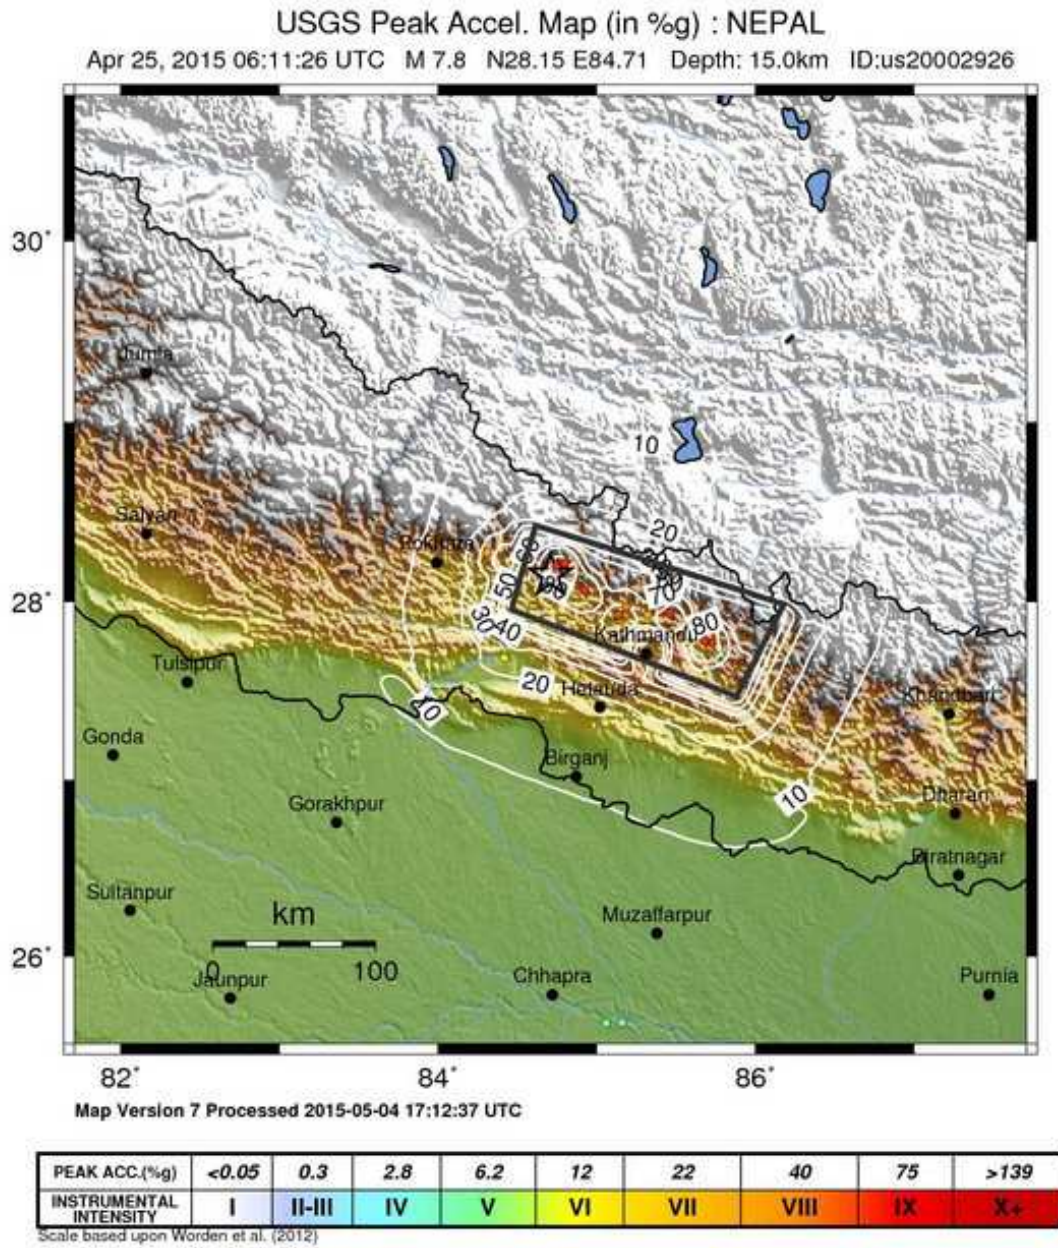 USGS Peak Accel. Map (in %g) : NEPAL
Apr 25, 2015 06:11:26 UTC M 7.8 N28.15 E84.71 Depth: 15.0km ID:us20002926
30˚
Jumla
10
Salyan
20
Pokhara
28˚
50
70
30
40
80
Kathmandu
Tulsipur
20
Hetauda
Khandbari
10
Gonda
Birganj
10
Dharan
Gorakhpur
Biratnagar
Sultanpur
km
Muzaffarpur
26˚
0 100
Jaunpur
Chhapra
Purnia
82˚ 84˚ 86˚
Map Version 7 Processed 2015-05-04 17:12:37 UTC
PEAK ACC.(%g) <0.05 0.3 2.8 6.2 12 22 40 75 >139
INSTRUMENTAL INTENSITY I II-III IV V VI VII VIII IX X+
Scale based upon Worden et al. (2012)